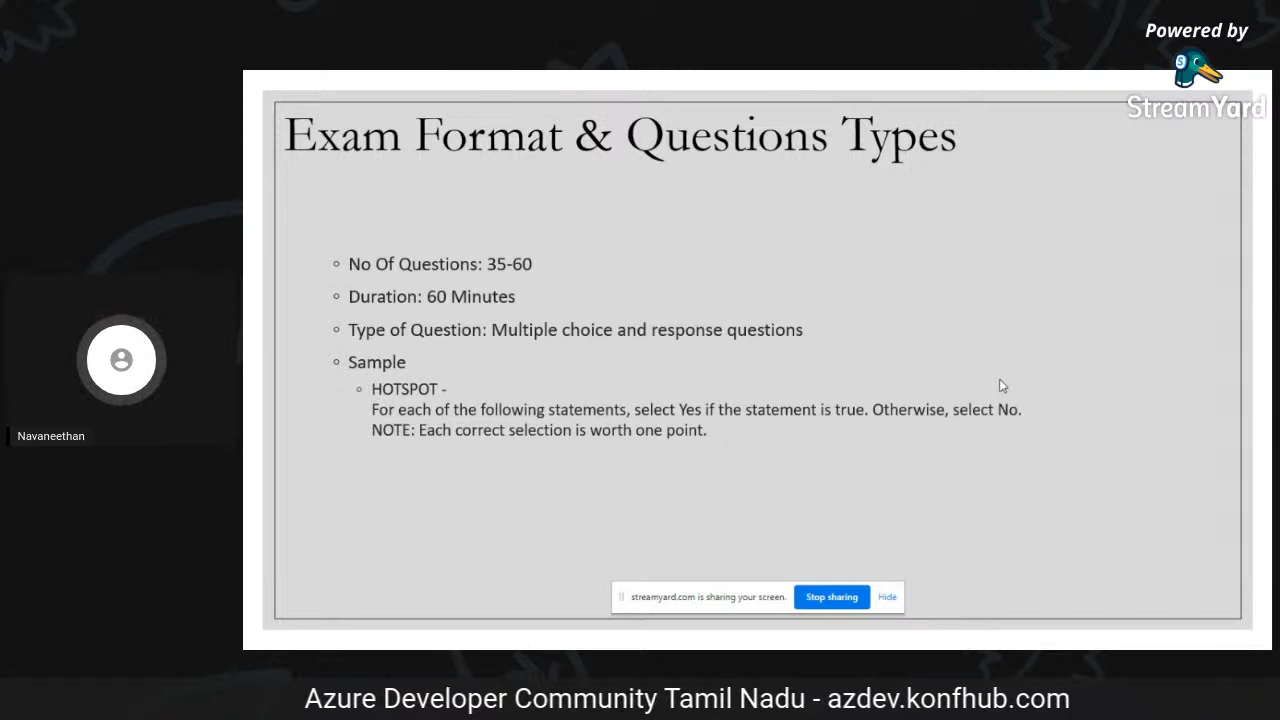 Powered by
StreamYard
Exam Format & Questions Types
◦ No Of Questions: 35-60
◦ Duration: 60 Minutes
◦ Type of Question: Multiple choice and response questions
◦ Sample
◦ HOTSPOT -
For each of the following statements, select Yes if the statement is true. Otherwise, select No.
NOTE: Each correct selection is worth one point.
Navaneethan
streamyard.com is sharing your screen. Stop sharing Hide
Azure Developer Community Tamil Nadu - azdev.konfhub.com